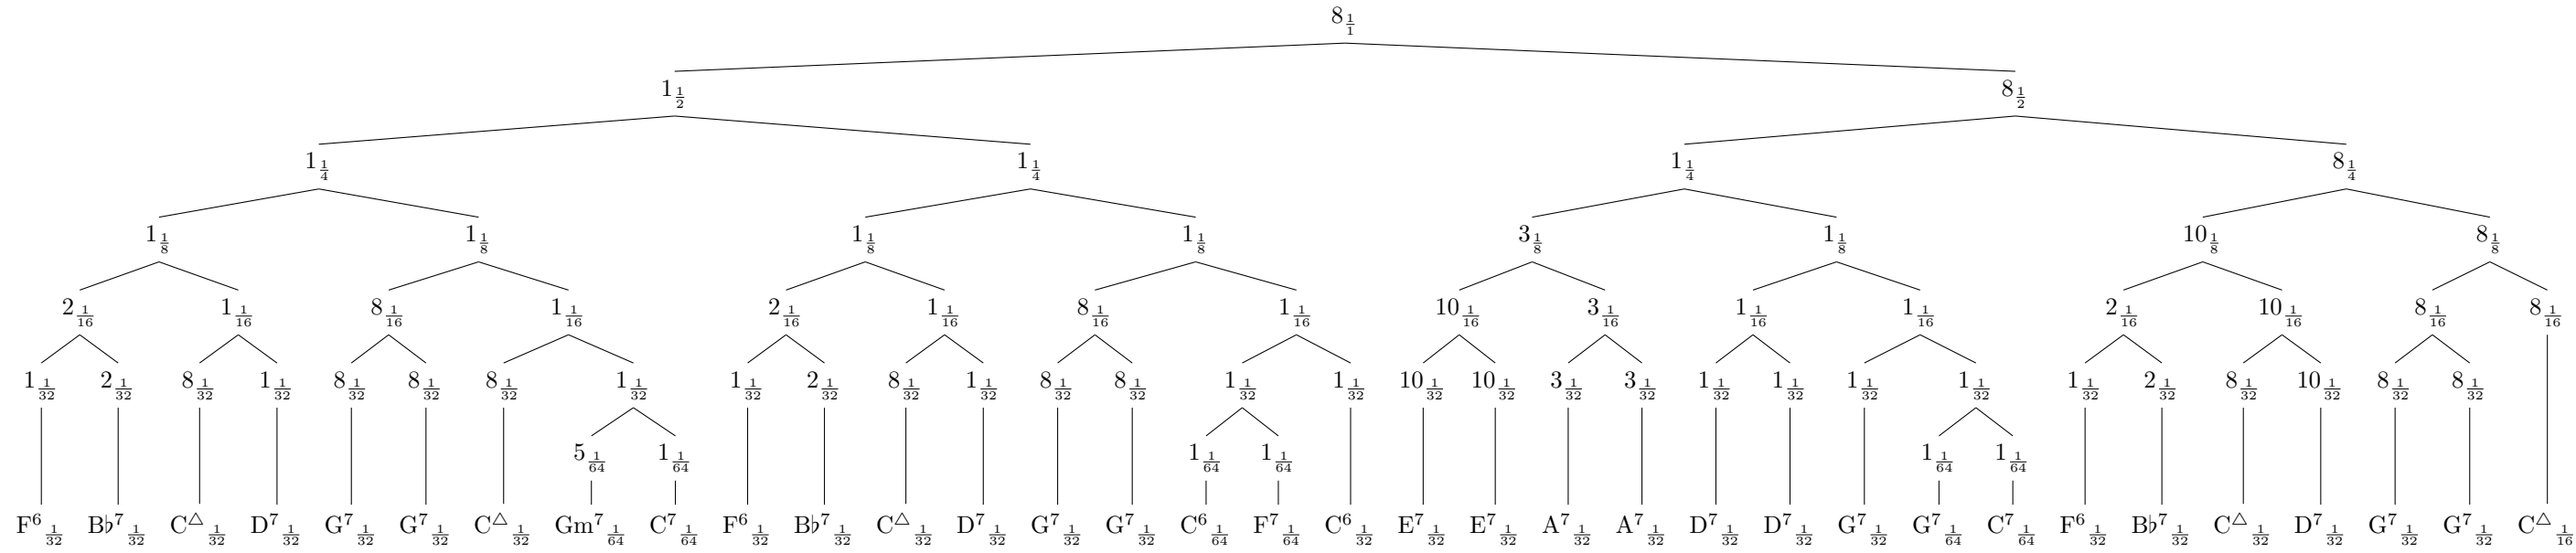 8 1/1
1 1/2 8 1/2
1 1/4 1 1/4 1 1/4 8 1/4
1 1/8 1 1/8 1 1/8 1 1/8 3 1/8 1 1/8 10 1/8 8 1/8
2 1/16 1 1/16 8 1/16 1 1/16 2 1/16 1 1/16 8 1/16 1 1/16 10 1/16 3 1/16 1 1/16 1 1/16 2 1/16 10 1/16 8 1/16 8 1/16
1 1/32 2 1/32 8 1/32 1 1/32 8 1/32 8 1/32 8 1/32 1 1/32 1 1/32 2 1/32 8 1/32 1 1/32 8 1/32 8 1/32 1 1/32 1 1/32 10 1/32 10 1/32 3 1/32 3 1/32 1 1/32 1 1/32 1 1/32 1 1/32 1 1/32 2 1/32 8 1/32 10 1/32 8 1/32 8 1/32
5 1/64 1 1/64 1 1/64 1 1/64 1 1/64 1 1/64
F⁶ 1/32 B♭⁷ 1/32 C△ 1/32 D⁷ 1/32 G⁷ 1/32 G⁷ 1/32 C△ 1/32 Gm⁷ 1/64 C⁷ 1/64 F⁶ 1/32 B♭⁷ 1/32 C△ 1/32 D⁷ 1/32 G⁷ 1/32 G⁷ 1/32 C⁶ 1/64 F⁷ 1/64 C⁶ 1/32 E⁷ 1/32 E⁷ 1/32 A⁷ 1/32 A⁷ 1/32 D⁷ 1/32 D⁷ 1/32 G⁷ 1/32 G⁷ 1/64 C⁷ 1/64 F⁶ 1/32 B♭⁷ 1/32 C△ 1/32 D⁷ 1/32 G⁷ 1/32 G⁷ 1/32 C△ 1/16